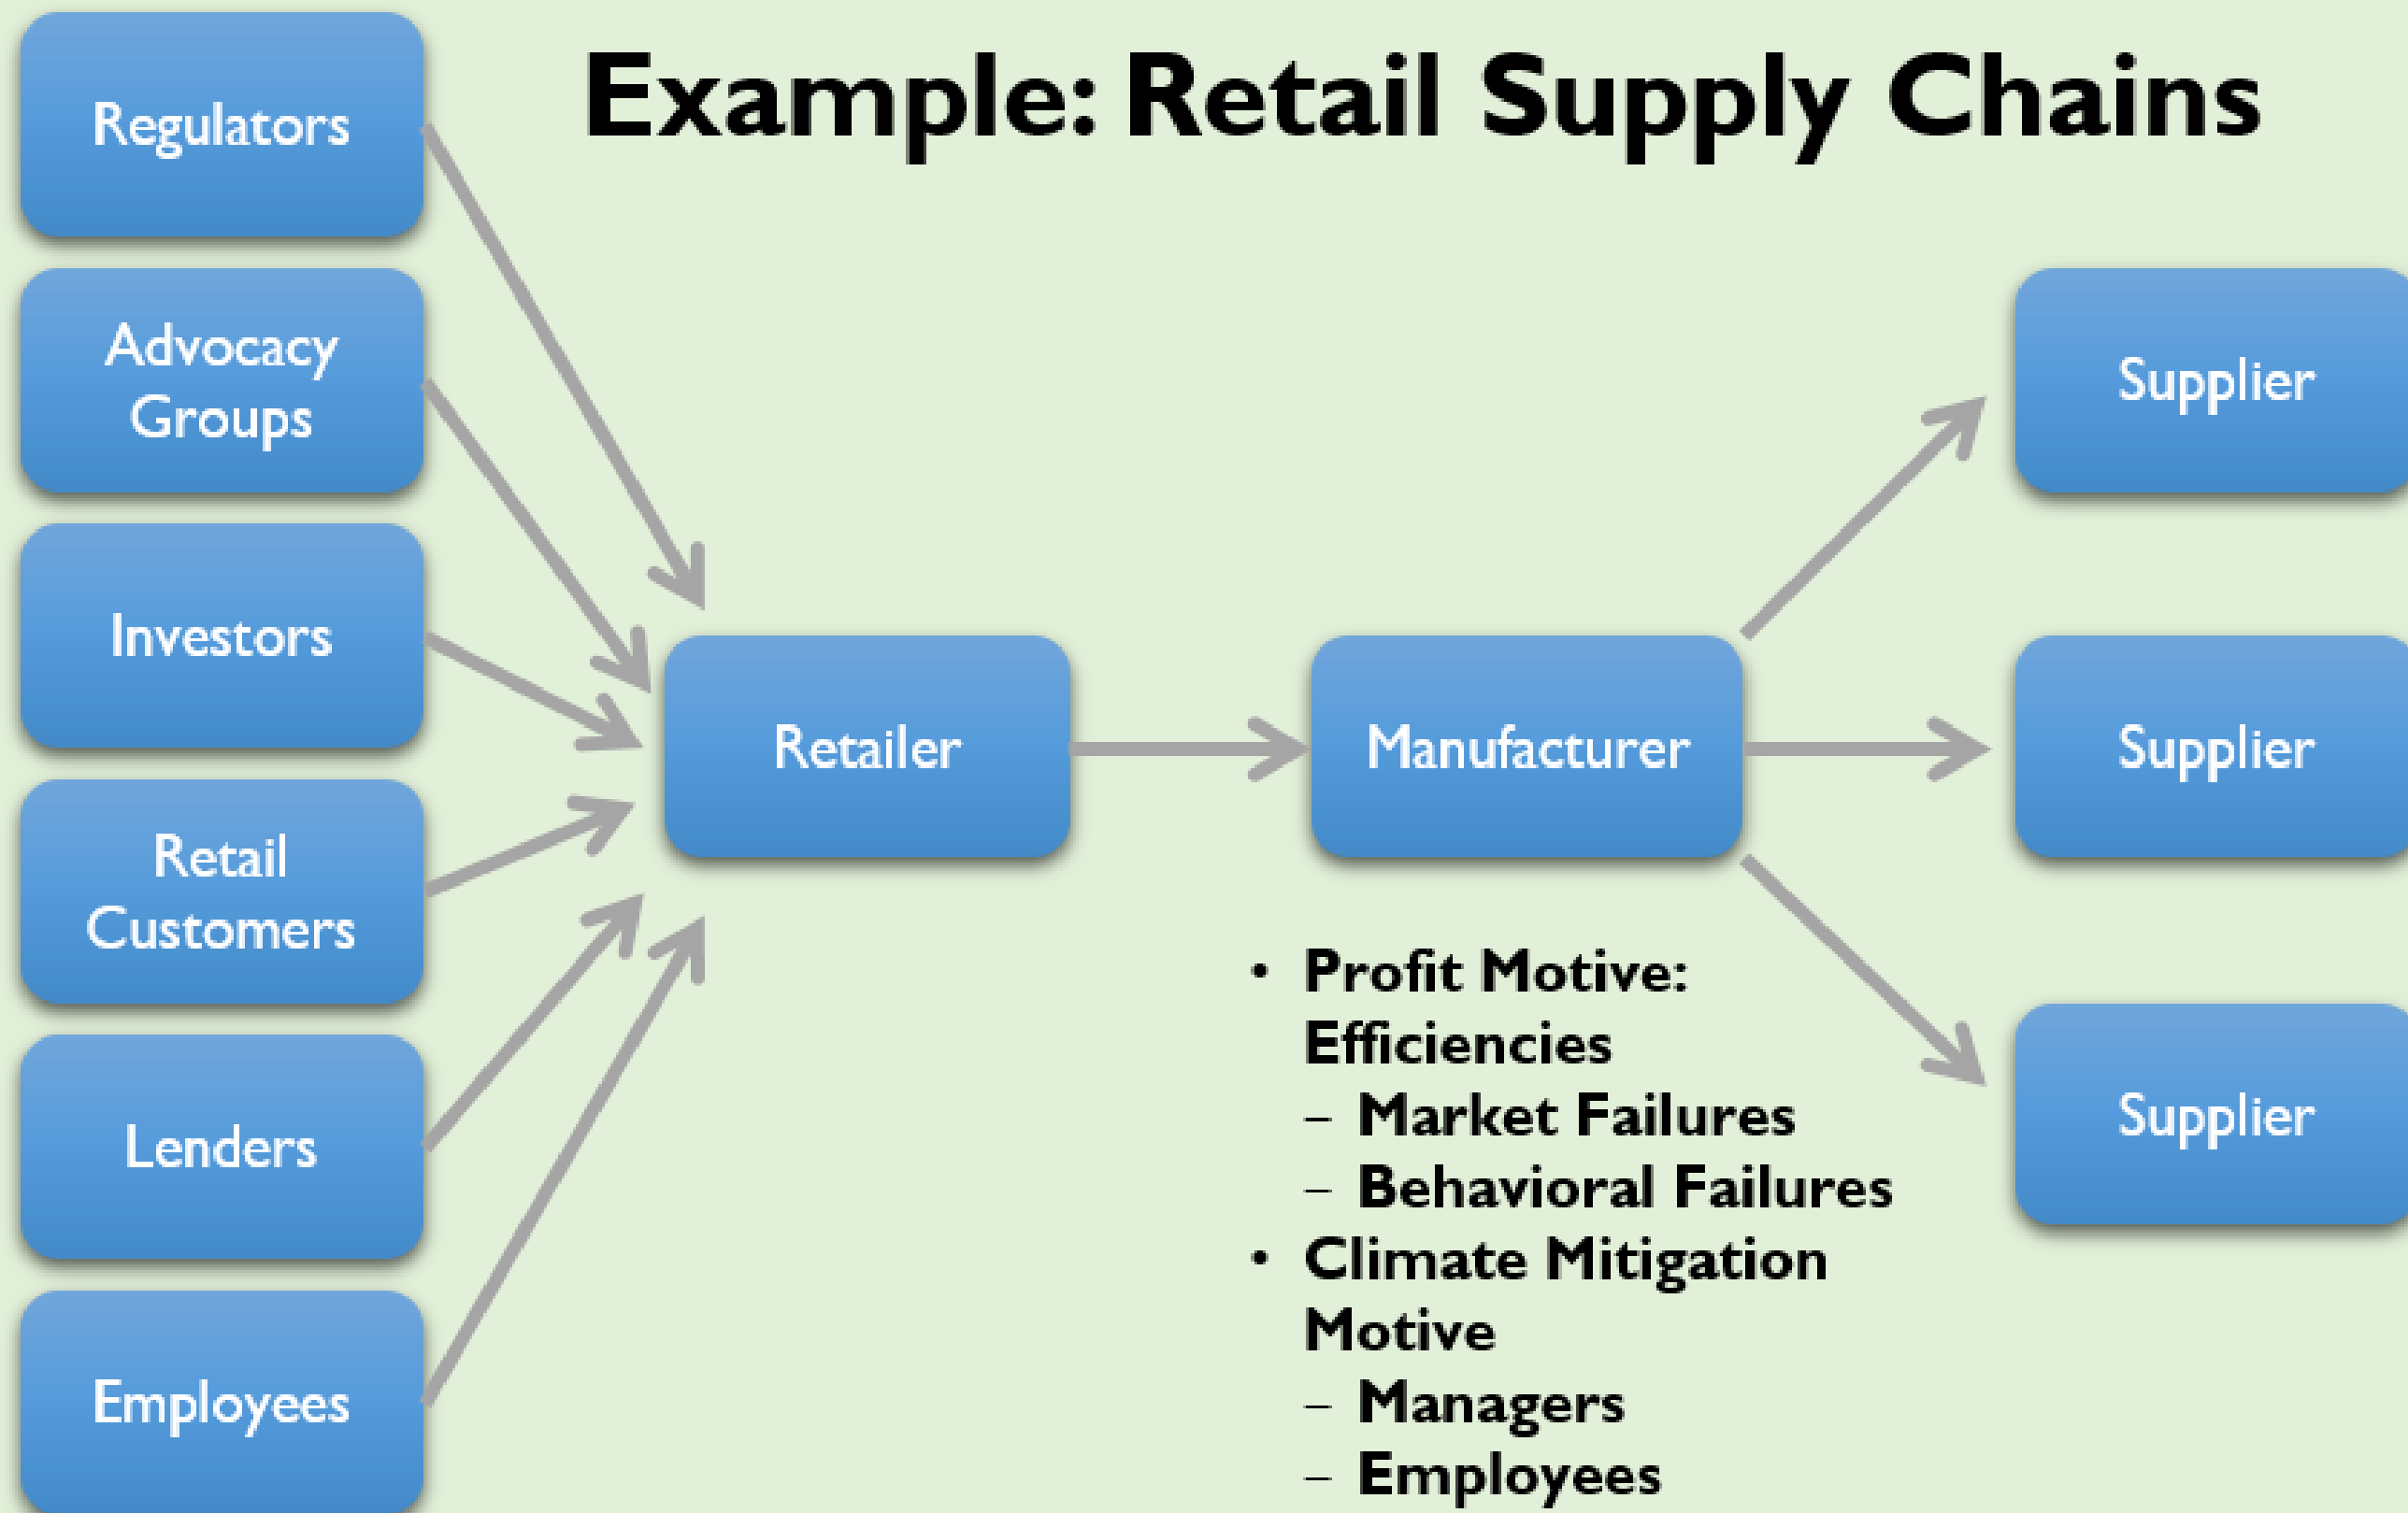 Example: Retail Supply Chains
Regulators
Advocacy
Groups
Investors
Retail
Customers
Lenders
Employees
Retailer
Manufacturer
Supplier
Supplier
Supplier
• Profit Motive:
Efficiencies
– Market Failures
– Behavioral Failures
• Climate Mitigation
Motive
– Managers
– Employees